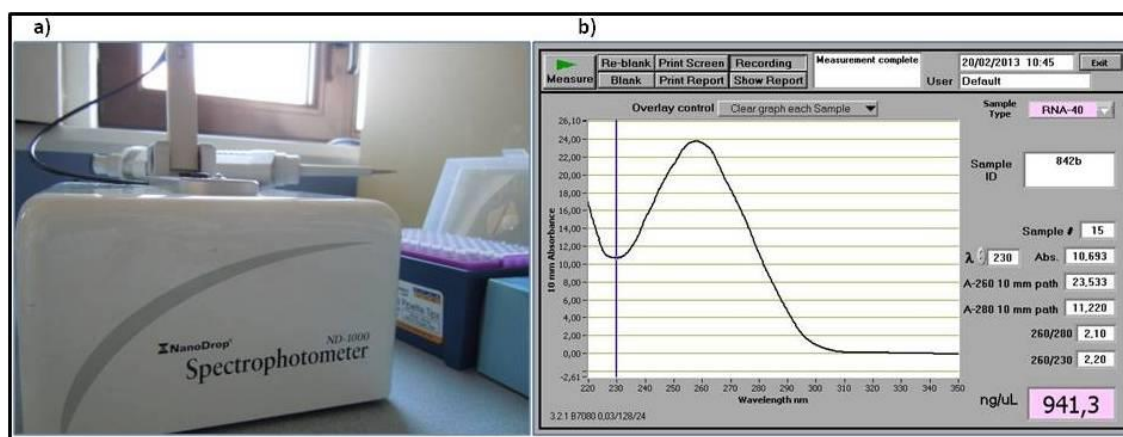 a)
b)
NanoDrop®
ND-1000
Spectrophotometer
Pipette Tips
Measure
Re-blank Print Screen Recording
Blank Print Report Show Report
Measurement complete
20/02/2013 10:45 Exit
User Default
Overlay control Clear graph each Sample
Sample Type RNA-40
Sample ID 842b
Sample # 15
λ 230 Abs. 10,693
A-260 10 mm path 23,533
A-280 10 mm path 11,220
260/280 2,10
260/230 2,20
ng/uL 941,3
10 mm Absorbance
26,10
24,00
22,00
20,00
18,00
16,00
14,00
12,00
10,00
8,00
6,00
4,00
2,00
0,00
-2,61
220 230 240 250 260 270 280 290 300 310 320 330 340 350
Wavelength nm
3.2.1 B7080 0,03/128/24